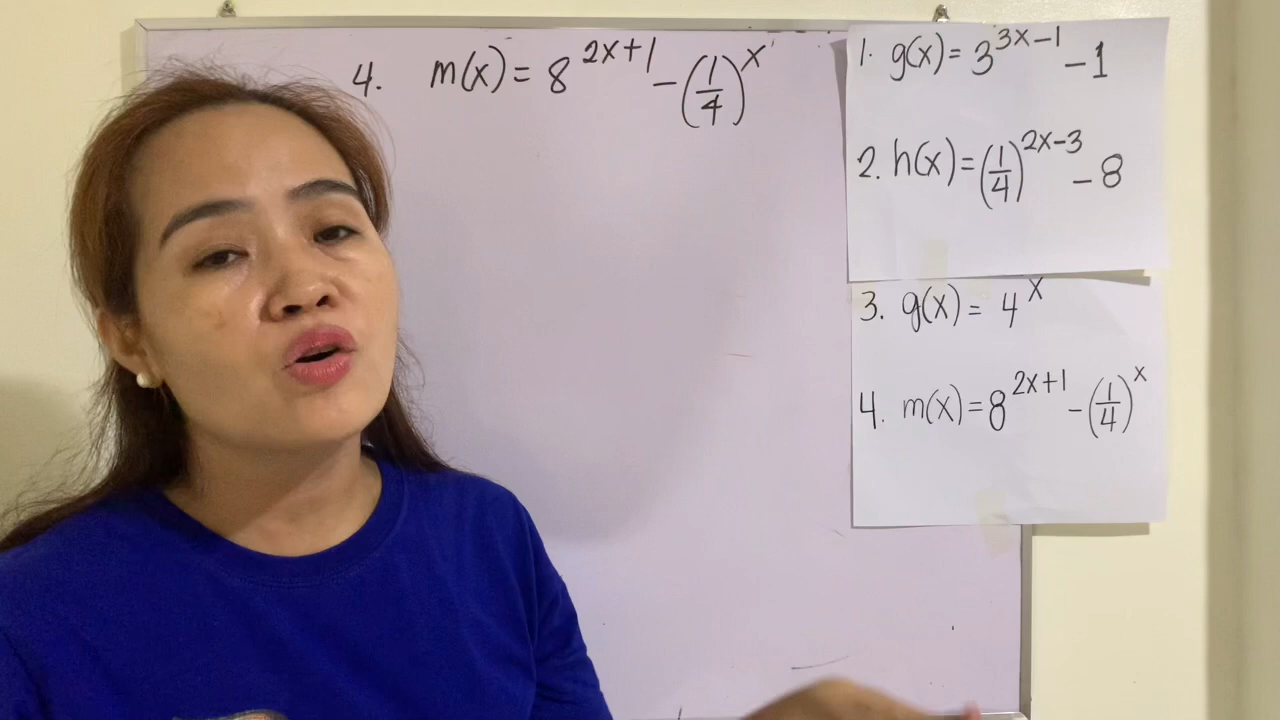 4. m(x) = 8^{2x+1} - (1/4)^x
1. g(x) = 3^{3x-1} - 1
2. h(x) = (1/4)^{2x-3} - 8
3. g(x) = 4^x
4. m(x) = 8^{2x+1} - (1/4)^x